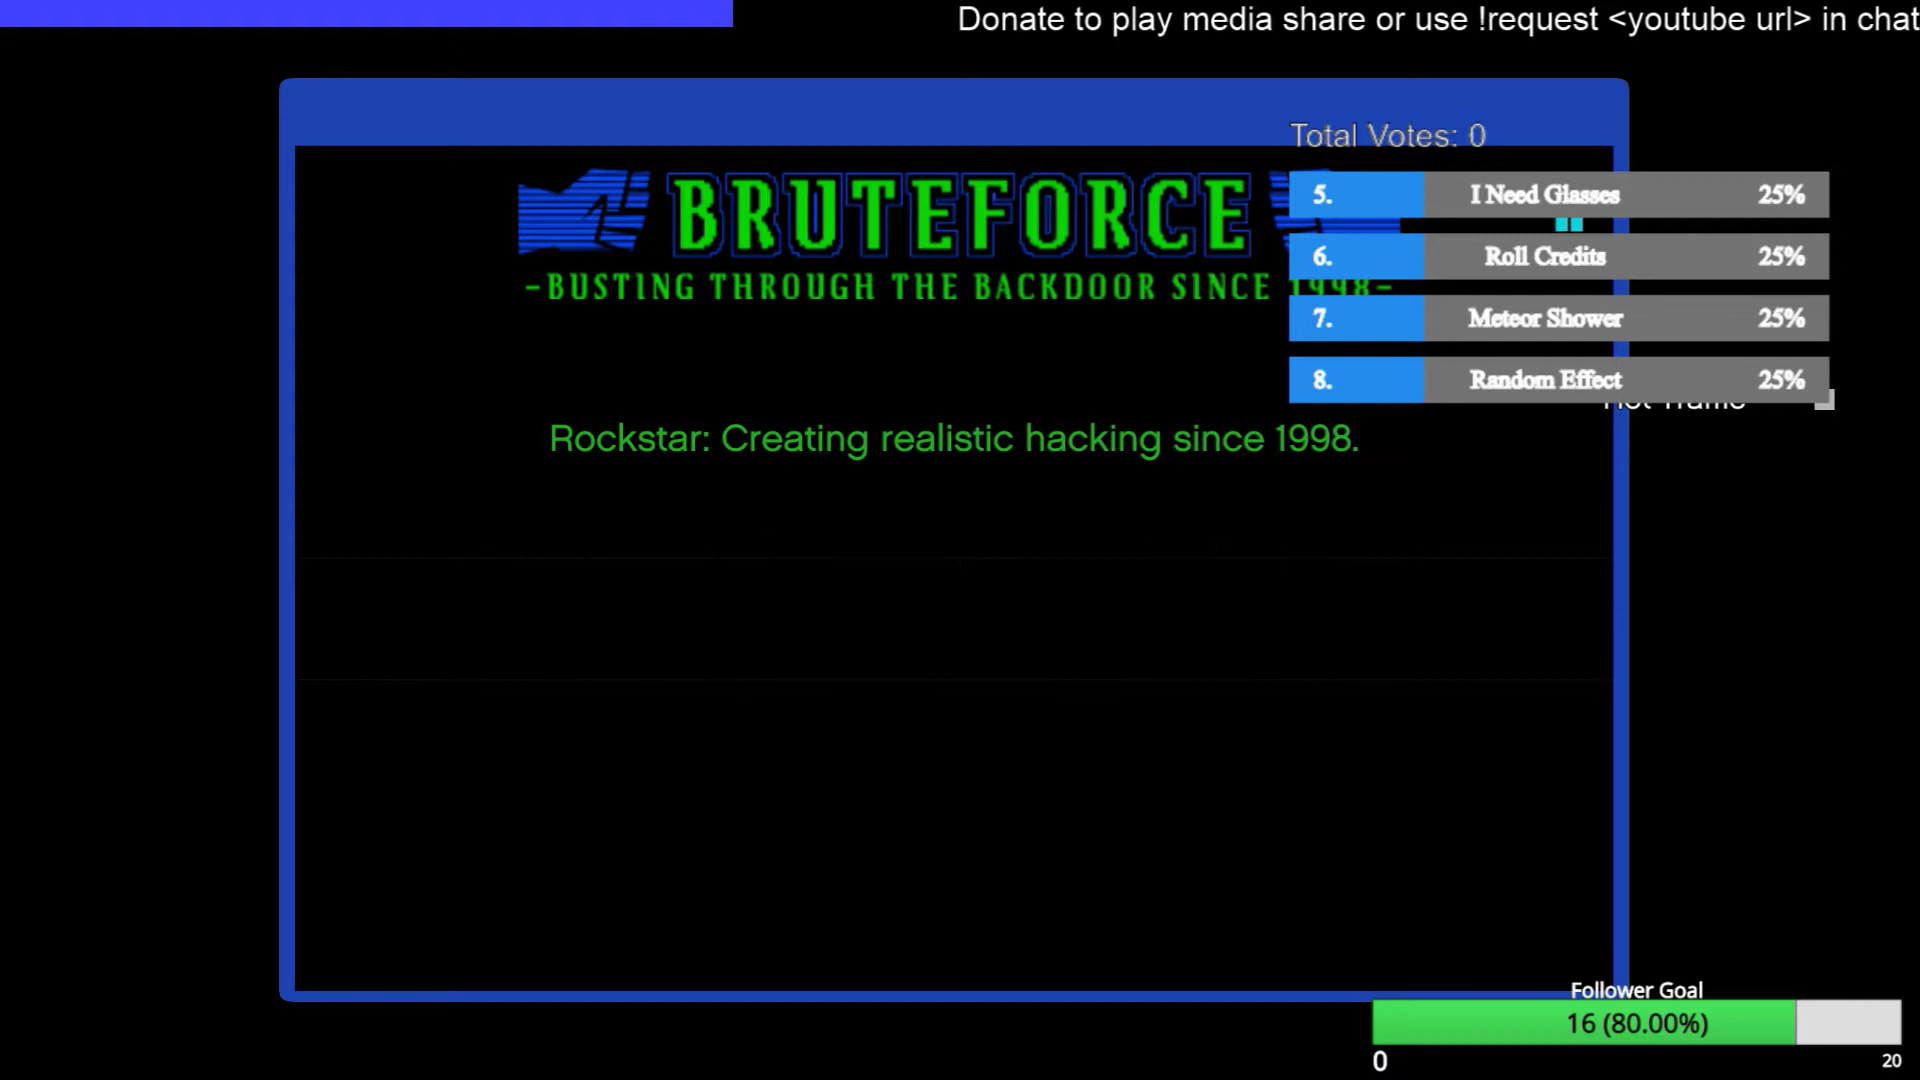 Donate to play media share or use !request <youtube url> in chat
Total Votes: 0
BRUTEFORCE
-BUSTING THROUGH THE BACKDOOR SINCE 1998-
5. I Need Glasses 25%
6. Roll Credits 25%
7. Meteor Shower 25%
8. Random Effect 25%
Rockstar: Creating realistic hacking since 1998.
Follower Goal
16 (80.00%)
0 20